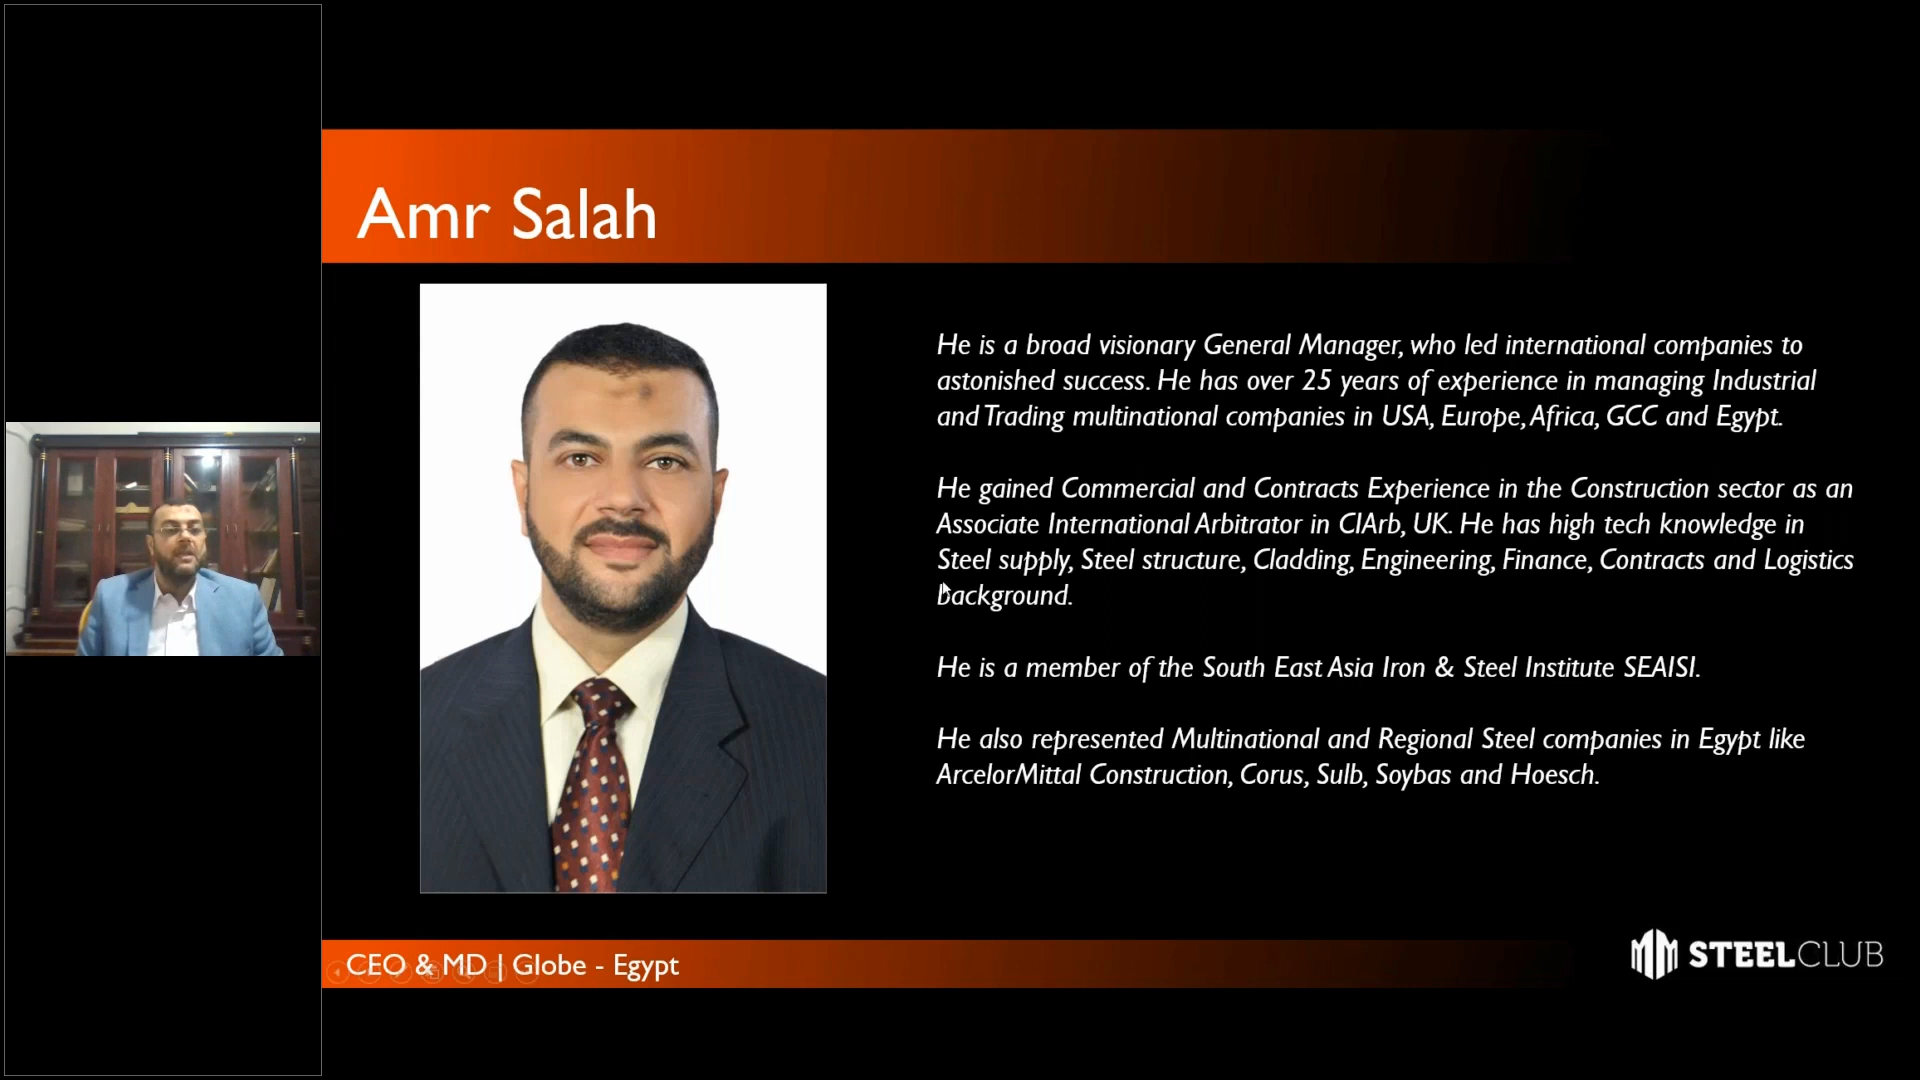 Amr Salah
He is a broad visionary General Manager, who led international companies to
astonished success. He has over 25 years of experience in managing Industrial
and Trading multinational companies in USA, Europe, Africa, GCC and Egypt.
He gained Commercial and Contracts Experience in the Construction sector as an
Associate International Arbitrator in CIArb, UK. He has high tech knowledge in
Steel supply, Steel structure, Cladding, Engineering, Finance, Contracts and Logistics
background.
He is a member of the South East Asia Iron & Steel Institute SEAISI.
He also represented Multinational and Regional Steel companies in Egypt like
ArcelorMittal Construction, Corus, Sulb, Soybas and Hoesch.
CEO & MD | Globe - Egypt
STEELCLUB